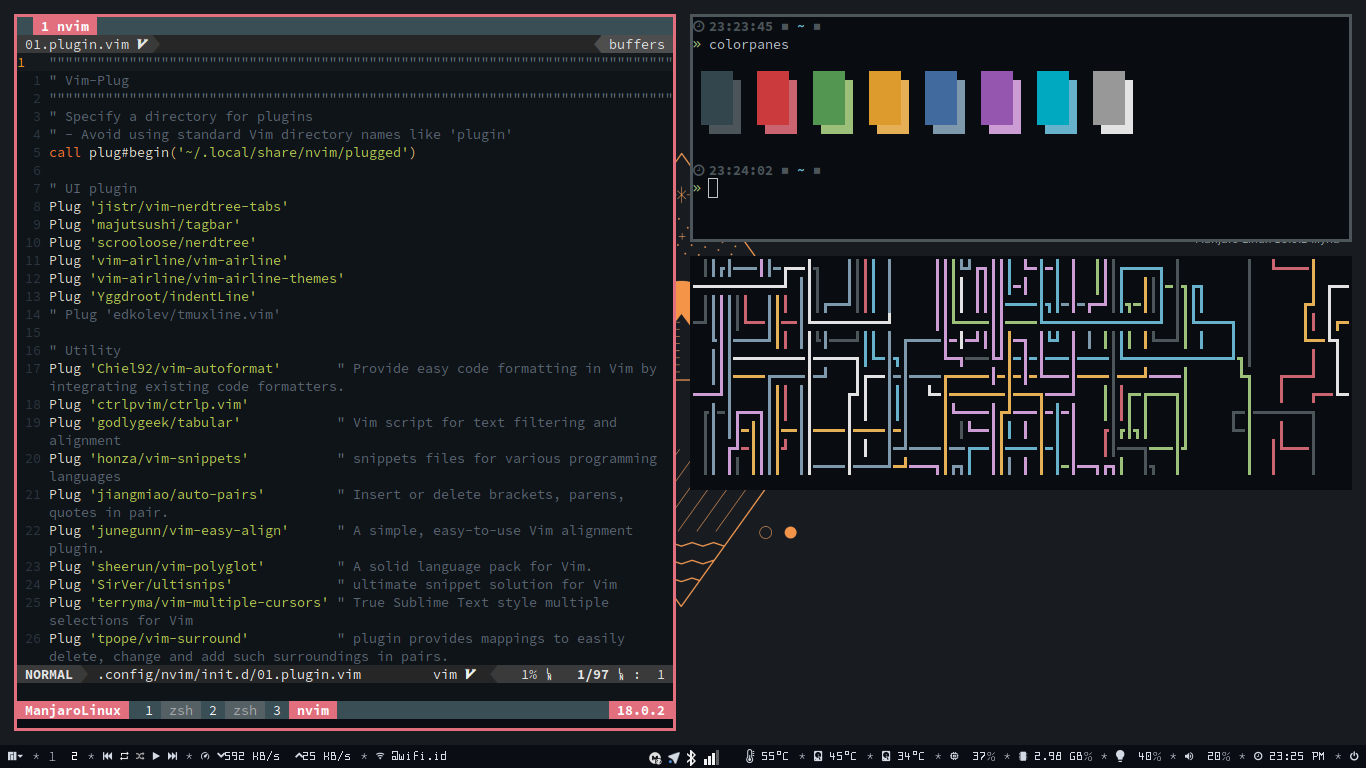 1 nvim
01.plugin.vim
buffers
1 """"""""""""""""""""""""""""""""""""""""""""""""""""""""""""""""""""""""""""""
1 " Vim-Plug
2 """"""""""""""""""""""""""""""""""""""""""""""""""""""""""""""""""""""""""""""
3 " Specify a directory for plugins
4 " - Avoid using standard Vim directory names like 'plugin'
5 call plug#begin('~/.local/share/nvim/plugged')
6
7 " UI plugin
8 Plug 'jistr/vim-nerdtree-tabs'
9 Plug 'majutsushi/tagbar'
10 Plug 'scrooloose/nerdtree'
11 Plug 'vim-airline/vim-airline'
12 Plug 'vim-airline/vim-airline-themes'
13 Plug 'Yggdroot/indentLine'
14 " Plug 'edkolev/tmuxline.vim'
15
16 " Utility
17 Plug 'Chiel92/vim-autoformat' " Provide easy code formatting in Vim by
integrating existing code formatters.
18 Plug 'ctrlpvim/ctrlp.vim'
19 Plug 'godlygeek/tabular' " Vim script for text filtering and
alignment
20 Plug 'honza/vim-snippets' " snippets files for various programming
languages
21 Plug 'jiangmiao/auto-pairs' " Insert or delete brackets, parens,
quotes in pair.
22 Plug 'junegunn/vim-easy-align' " A simple, easy-to-use Vim alignment
plugin.
23 Plug 'sheerun/vim-polyglot' " A solid language pack for Vim.
24 Plug 'SirVer/ultisnips' " ultimate snippet solution for Vim
25 Plug 'terryma/vim-multiple-cursors' " True Sublime Text style multiple
selections for Vim
26 Plug 'tpope/vim-surround' " plugin provides mappings to easily
delete, change and add such surroundings in pairs.
NORMAL .config/nvim/init.d/01.plugin.vim vim 1% 1/97 : 1
ManjaroLinux 1 zsh 2 zsh 3 nvim 18.0.2
23:23:45 ~
» colorpanes
23:24:02 ~
»
* 1 2 * * 592 KB/s 25 KB/s * @wifi.id
55°C * 45°C * 34°C * 37% * 2.98 GB% * 40% * 20% * 23:25 PM *